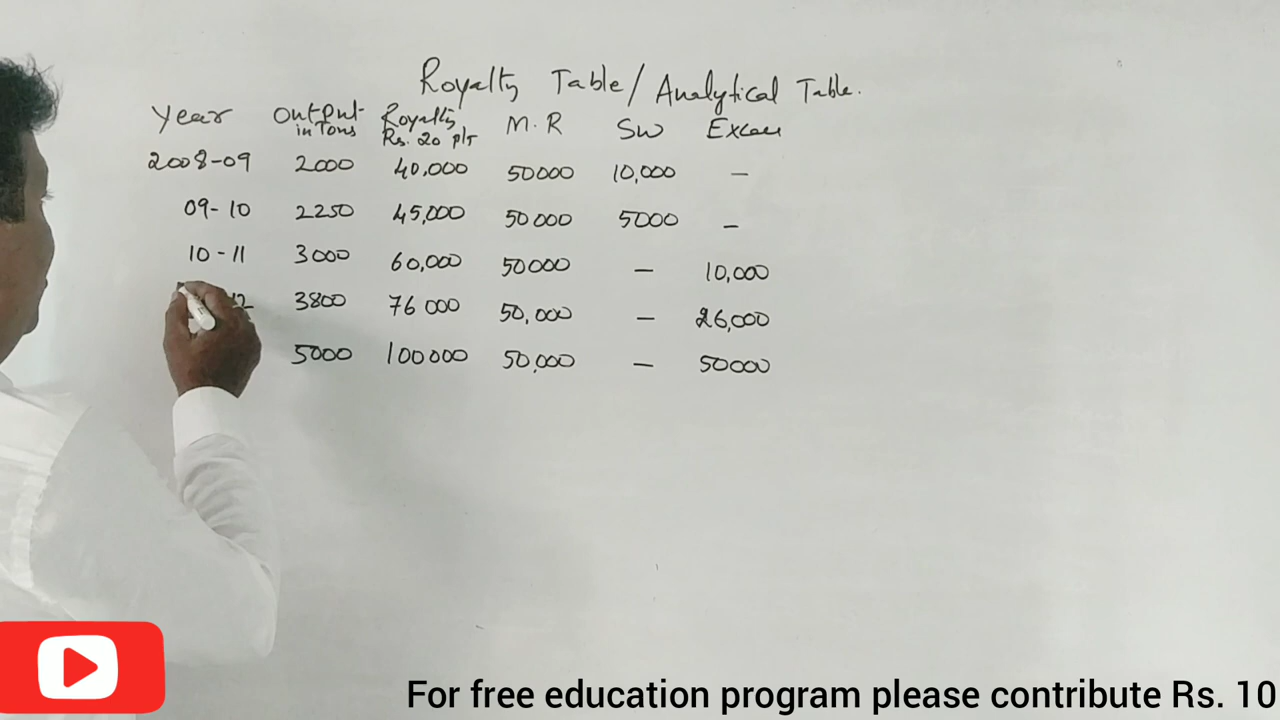 Royalty Table/Analytical Table.
Year Output in Tons Royalty Rs. 20 p/T M.R SW Excess
2008-09 2000 40,000 50000 10,000 —
09-10 2250 45,000 50000 5000 —
10-11 3000 60,000 50000 — 10,000
12 3800 76000 50,000 — 26,000
5000 100000 50,000 — 50000
For free education program please contribute Rs. 10